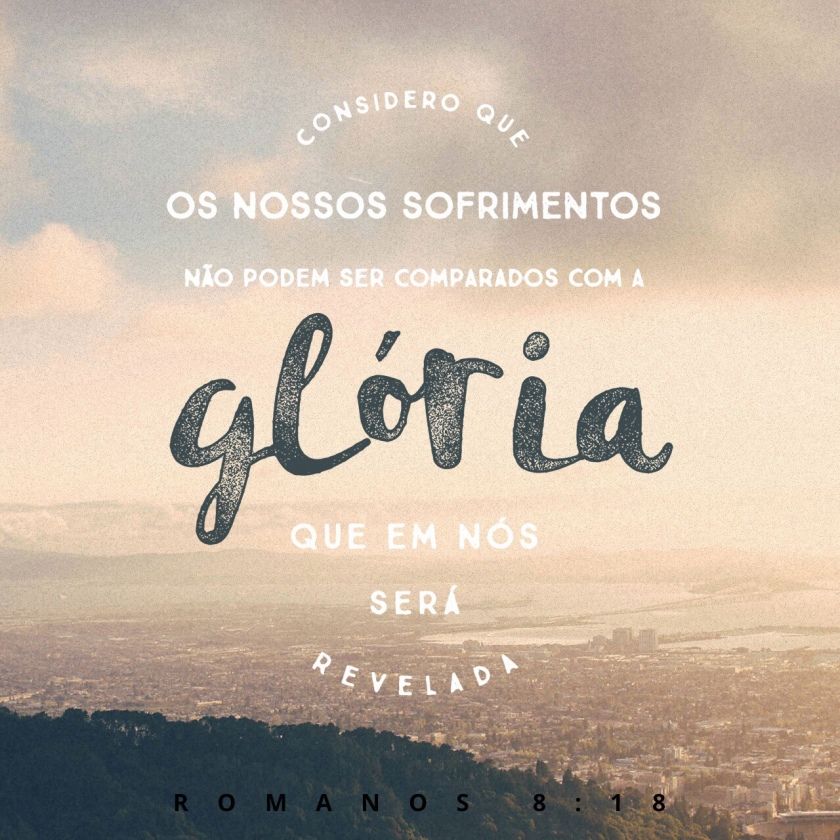 CONSIDERO QUE
OS NOSSOS SOFRIMENTOS
NÃO PODEM SER COMPARADOS COM A
glória
QUE EM NÓS
SERÁ
REVELADA
ROMANOS 8:18